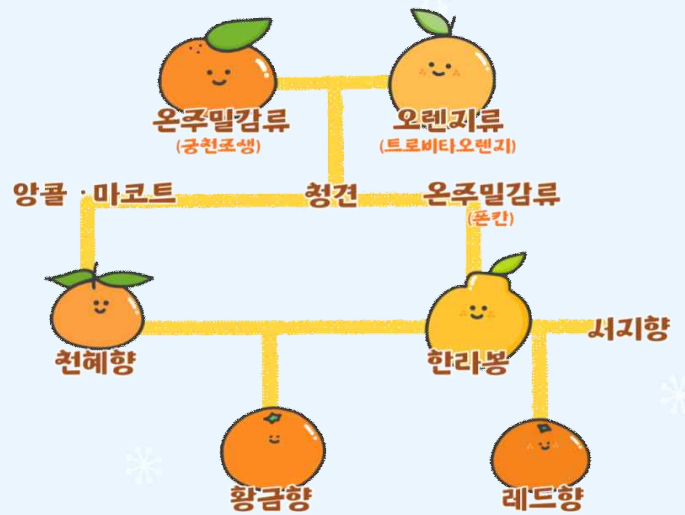 온주밀감류
(궁천조생)
오렌지류
(트로비타오렌지)
앙콜·마코트
청견
온주밀감류
(폰칸)
천혜향
한라봉
서지향
황금향
레드향